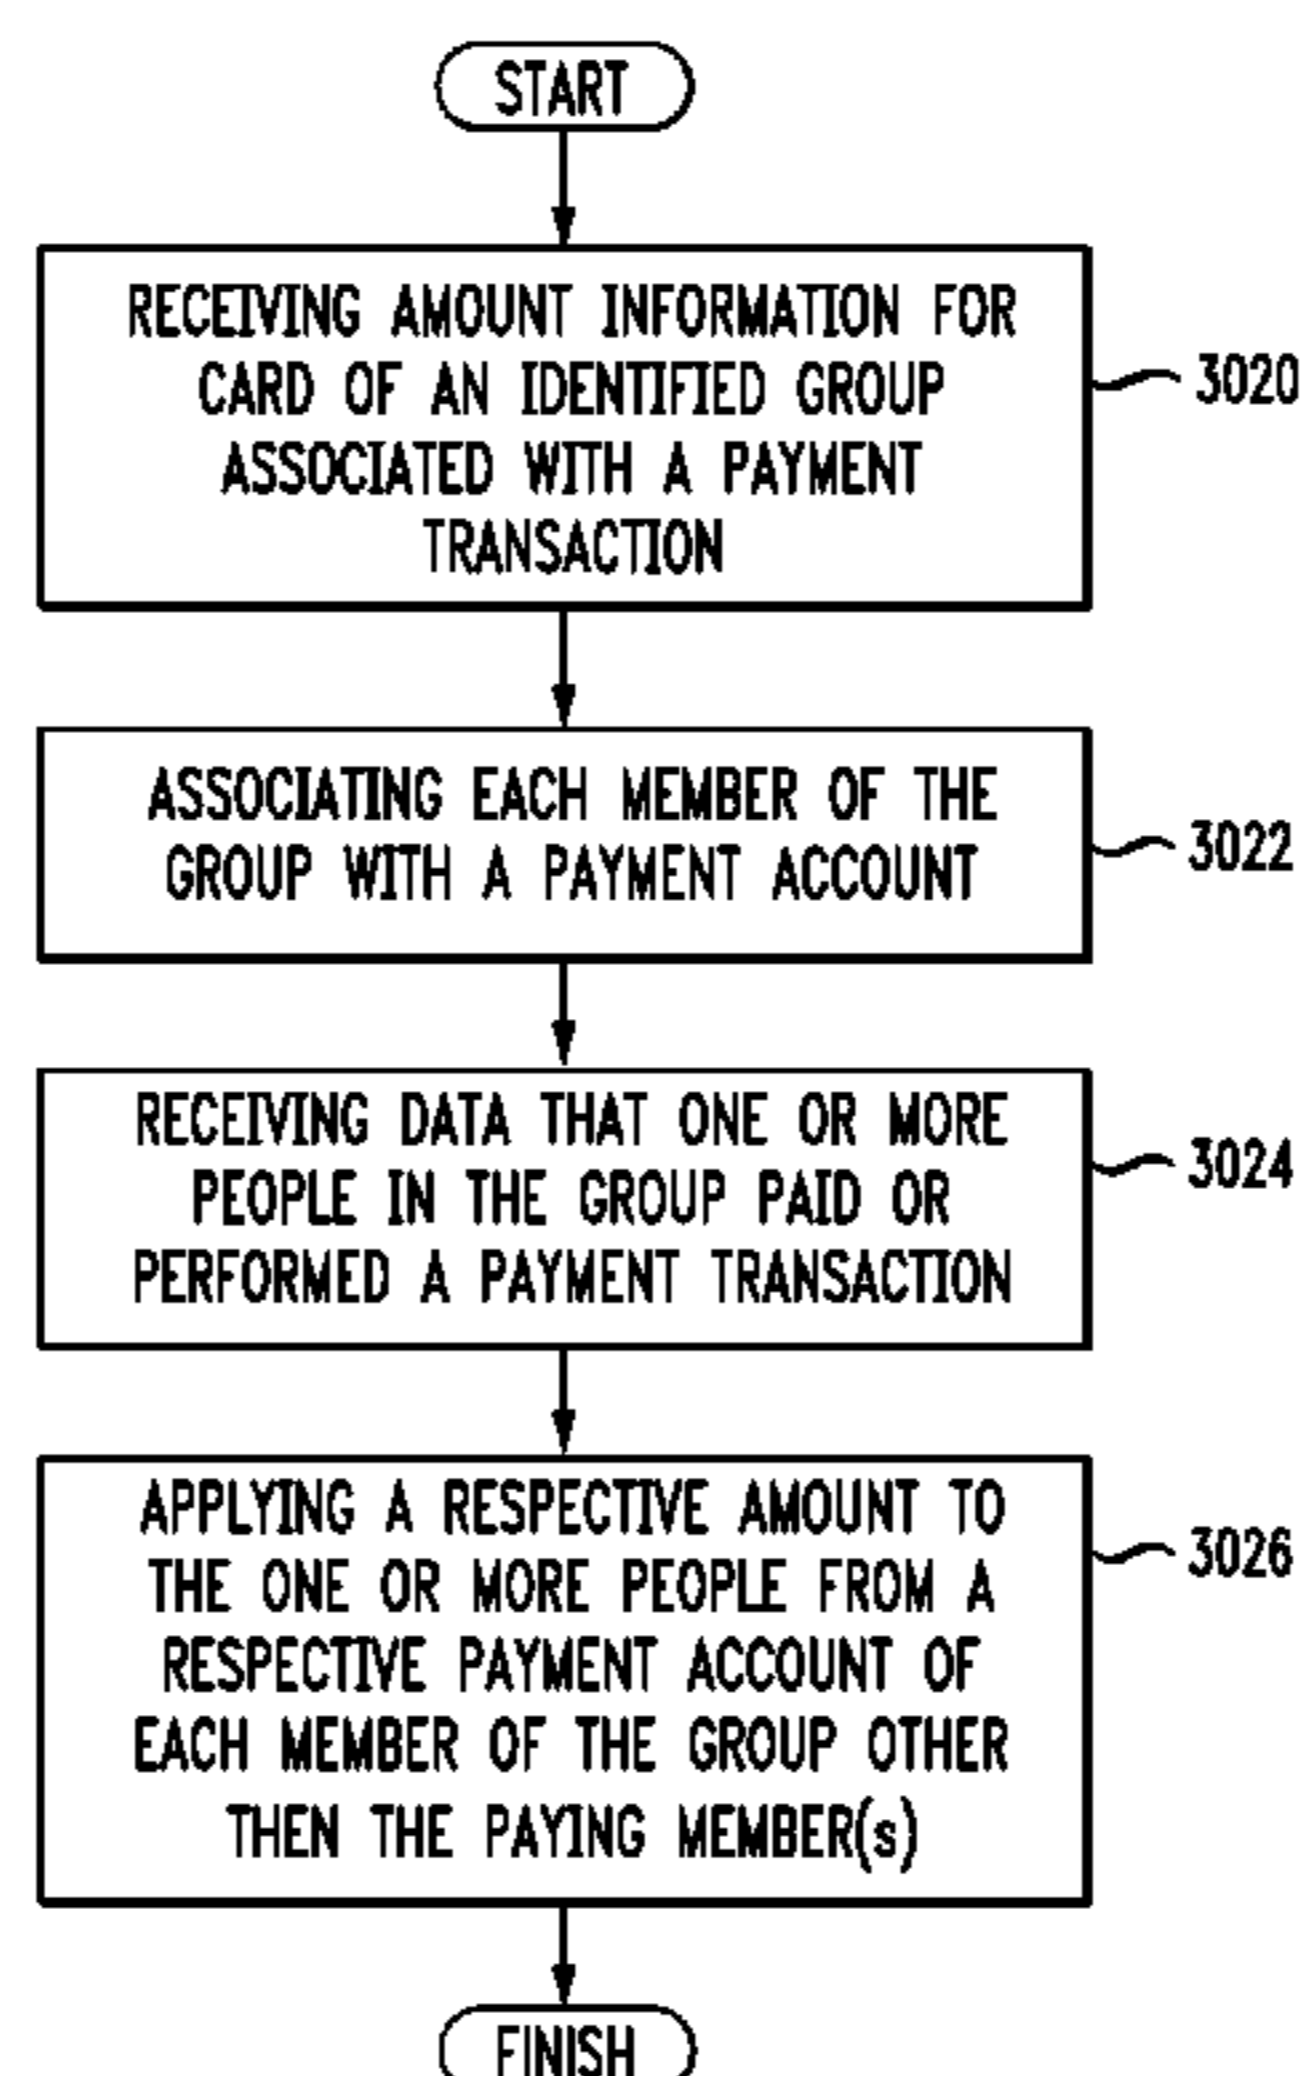 START
RECEIVING AMOUNT INFORMATION FOR
CARD OF AN IDENTIFIED GROUP
ASSOCIATED WITH A PAYMENT
TRANSACTION
3020
ASSOCIATING EACH MEMBER OF THE
GROUP WITH A PAYMENT ACCOUNT
3022
RECEIVING DATA THAT ONE OR MORE
PEOPLE IN THE GROUP PAID OR
PERFORMED A PAYMENT TRANSACTION
3024
APPLYING A RESPECTIVE AMOUNT TO
THE ONE OR MORE PEOPLE FROM A
RESPECTIVE PAYMENT ACCOUNT OF
EACH MEMBER OF THE GROUP OTHER
THEN THE PAYING MEMBER(s)
3026
FINISH